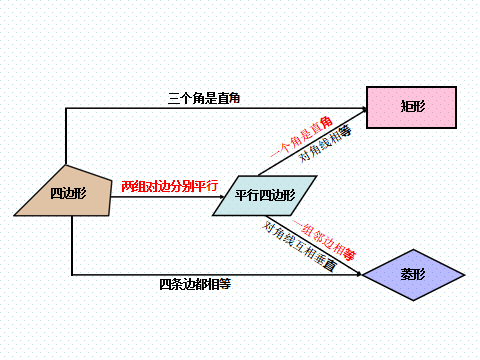 三个角是直角
矩形
一个角是直角
对角线相等
四边形
两组对边分别平行
平行四边形
一组邻边相等
对角线互相垂直
菱形
四条边都相等